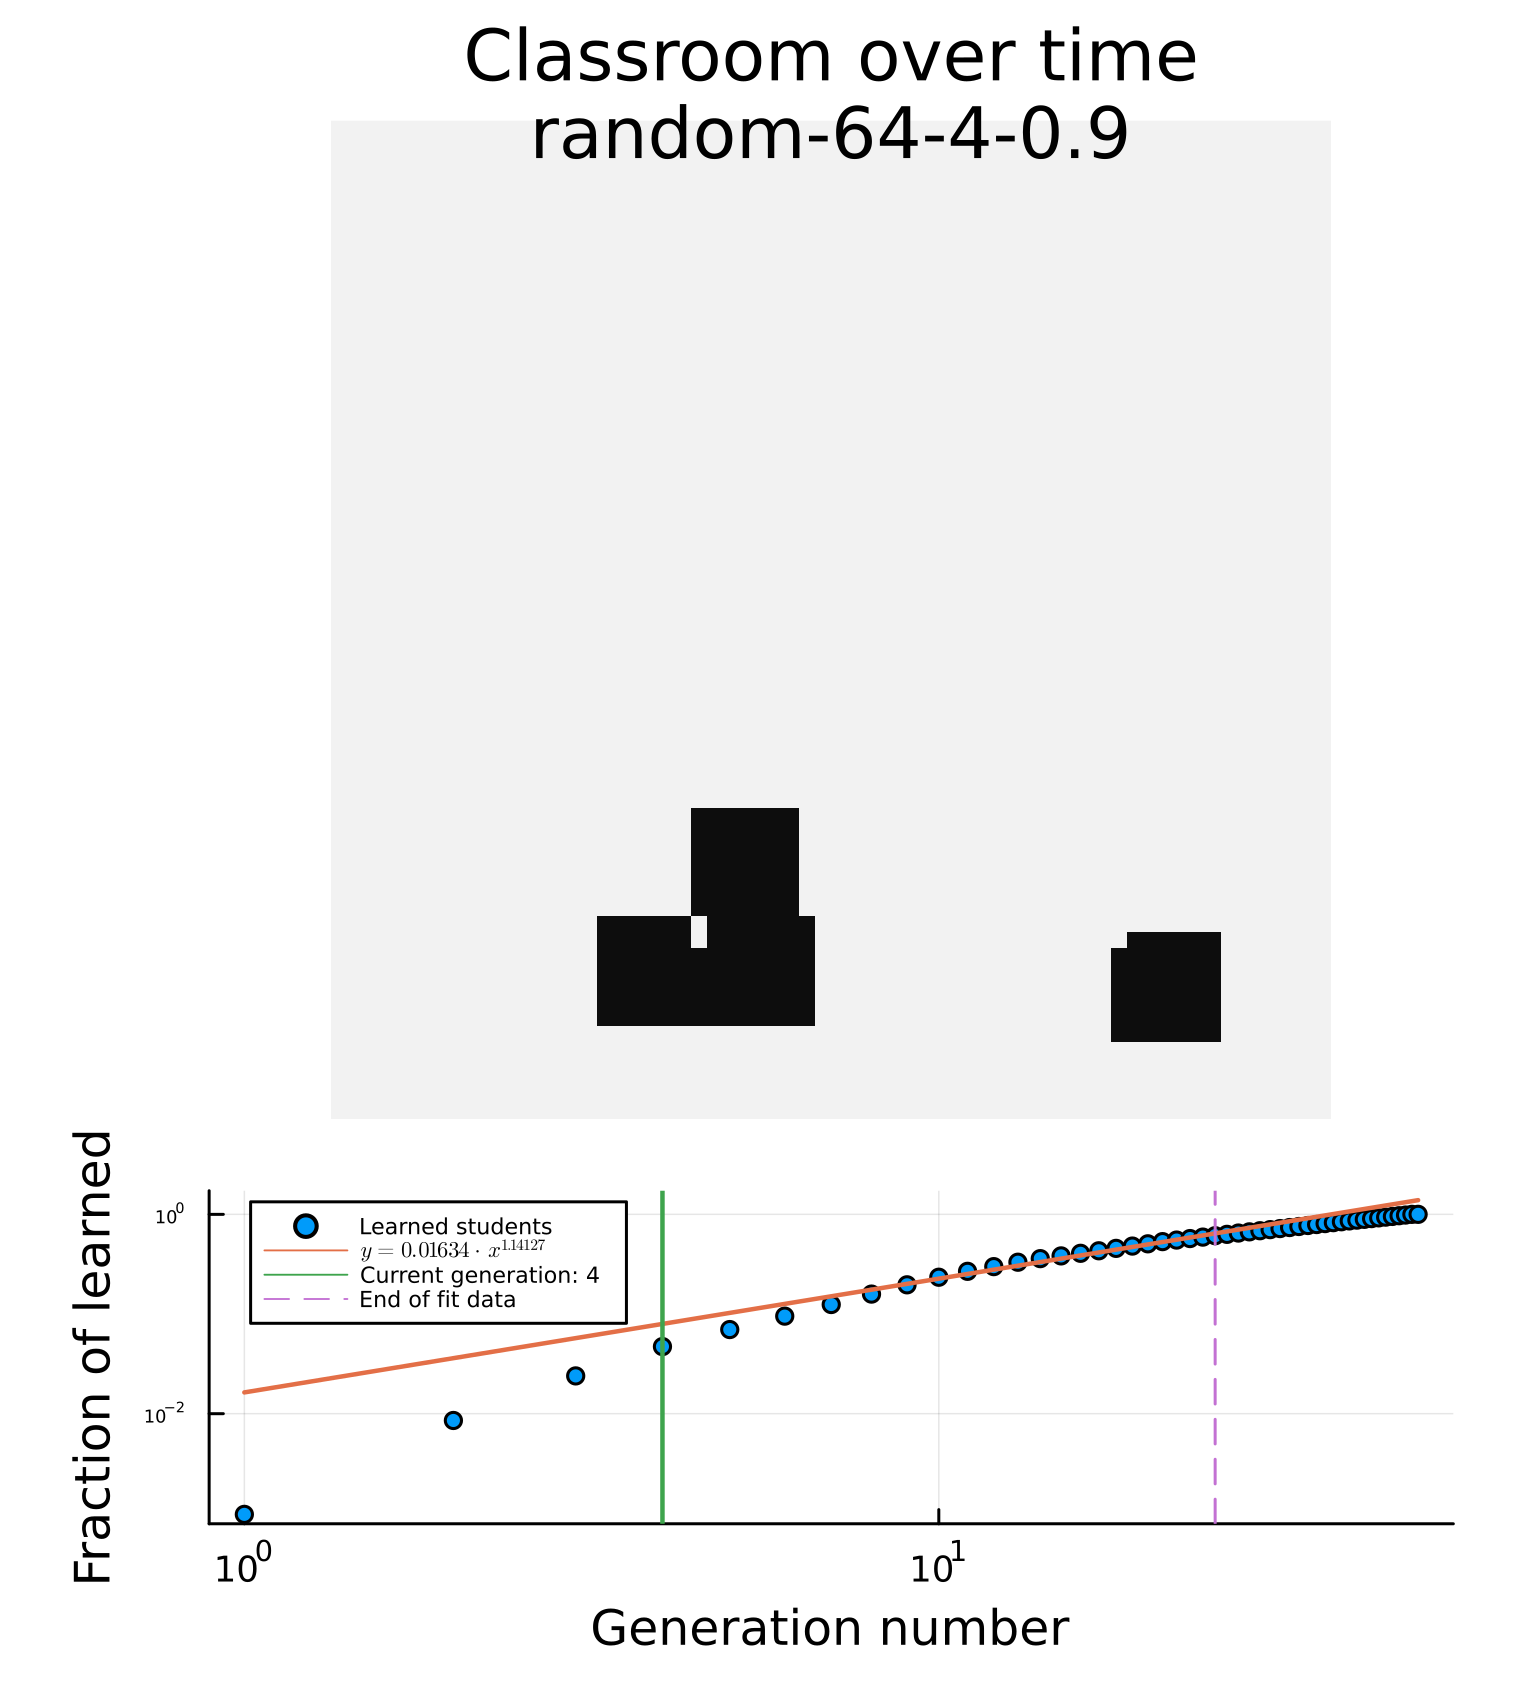 Classroom over time
random-64-4-0.9
Fraction of learned
10^0
10^-2
Learned students
y = 0.01634 · x^1.14127
Current generation: 4
End of fit data
10^0
10^1
Generation number